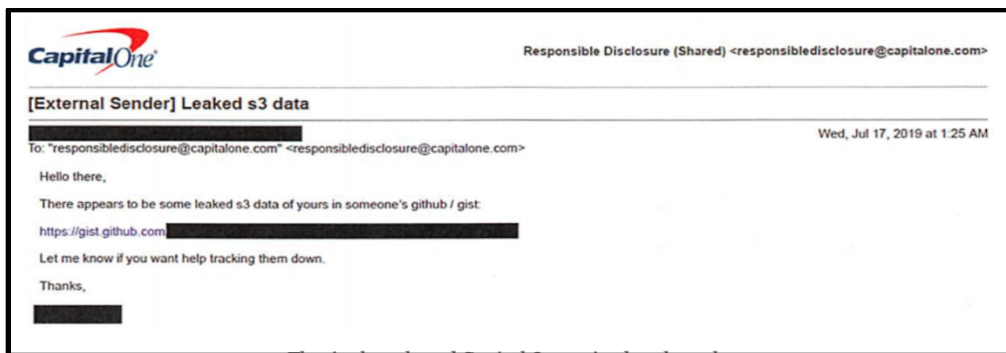 CapitalOne
Responsible Disclosure (Shared) <responsibledisclosure@capitalone.com>
[External Sender] Leaked s3 data
Wed, Jul 17, 2019 at 1:25 AM
To: "responsibledisclosure@capitalone.com" <responsibledisclosure@capitalone.com>
Hello there,
There appears to be some leaked s3 data of yours in someone's github / gist:
https://gist.github.com
Let me know if you want help tracking them down.
Thanks,